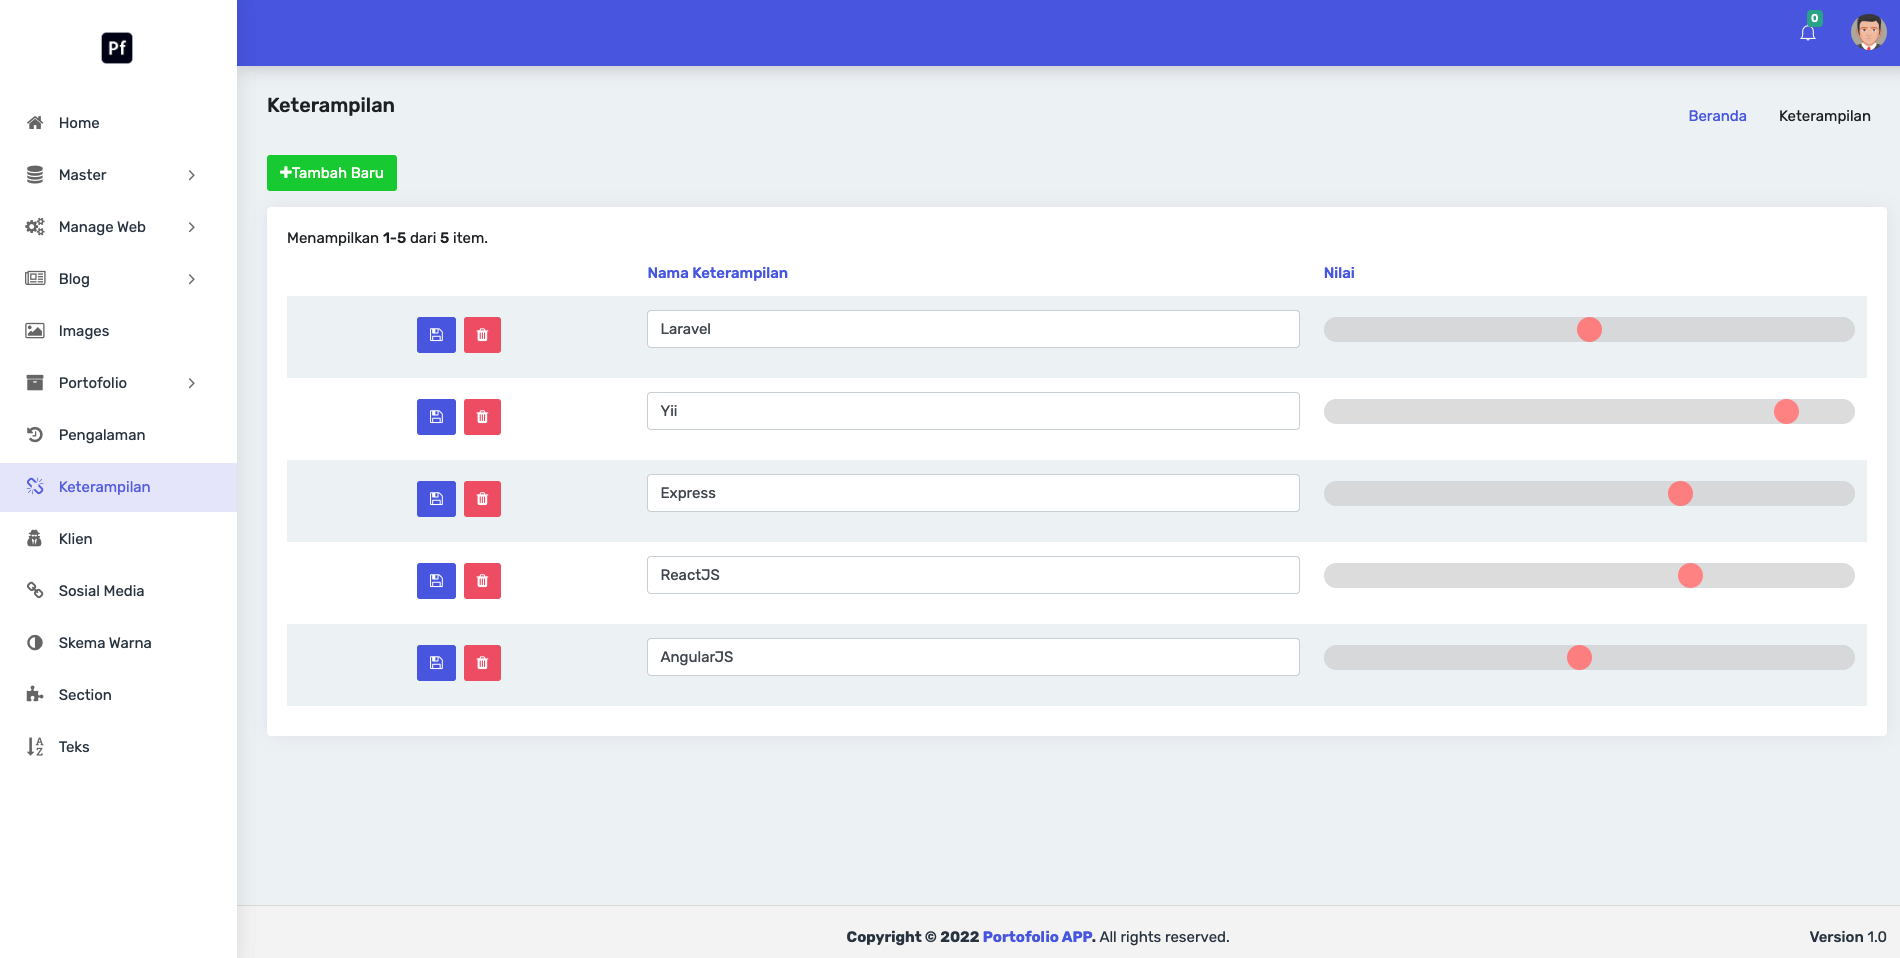 Pf
0
Home
Master
Manage Web
Blog
Images
Portofolio
Pengalaman
Keterampilan
Klien
Sosial Media
Skema Warna
Section
Teks
Keterampilan
Beranda Keterampilan
Tambah Baru
Menampilkan 1-5 dari 5 item.
Nama Keterampilan Nilai
Laravel
Yii
Express
ReactJS
AngularJS
Copyright © 2022 Portofolio APP. All rights reserved.
Version 1.0